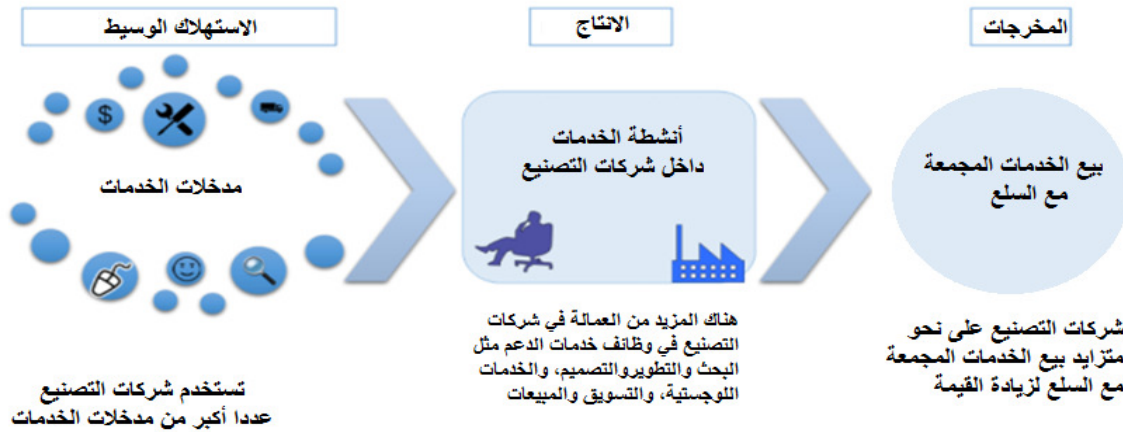 الاستهلاك الوسيط
الانتاج
المخرجات
$
مدخلات الخدمات
أنشطة الخدمات
داخل شركات التصنيع
بيع الخدمات المجمعة
مع السلع
تستخدم شركات التصنيع
عددا أكبر من مدخلات الخدمات
هناك المزيد من العمالة في شركات
التصنيع في وظائف خدمات الدعم مثل
البحث والتطويروالتصميم، والخدمات
اللوجستية، والتسويق والمبيعات
شركات التصنيع على نحو
متزايد بيع الخدمات المجمعة
مع السلع لزيادة القيمة